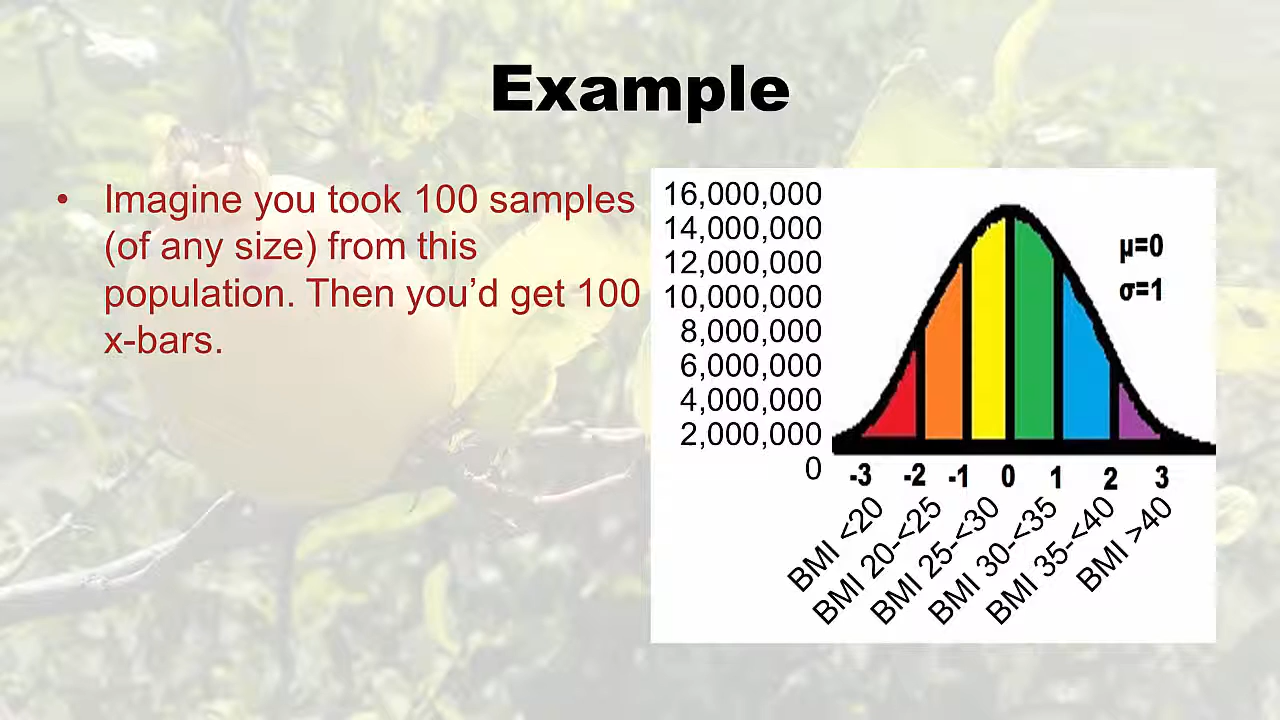 Example
• Imagine you took 100 samples
(of any size) from this
population. Then you’d get 100
x-bars.
16,000,000
14,000,000
12,000,000
10,000,000
8,000,000
6,000,000
4,000,000
2,000,000
0
μ=0
σ=1
-3 -2 -1 0 1 2 3
BMI <20
BMI 20-<25
BMI 25-<30
BMI 30-<35
BMI 35-<40
BMI >40